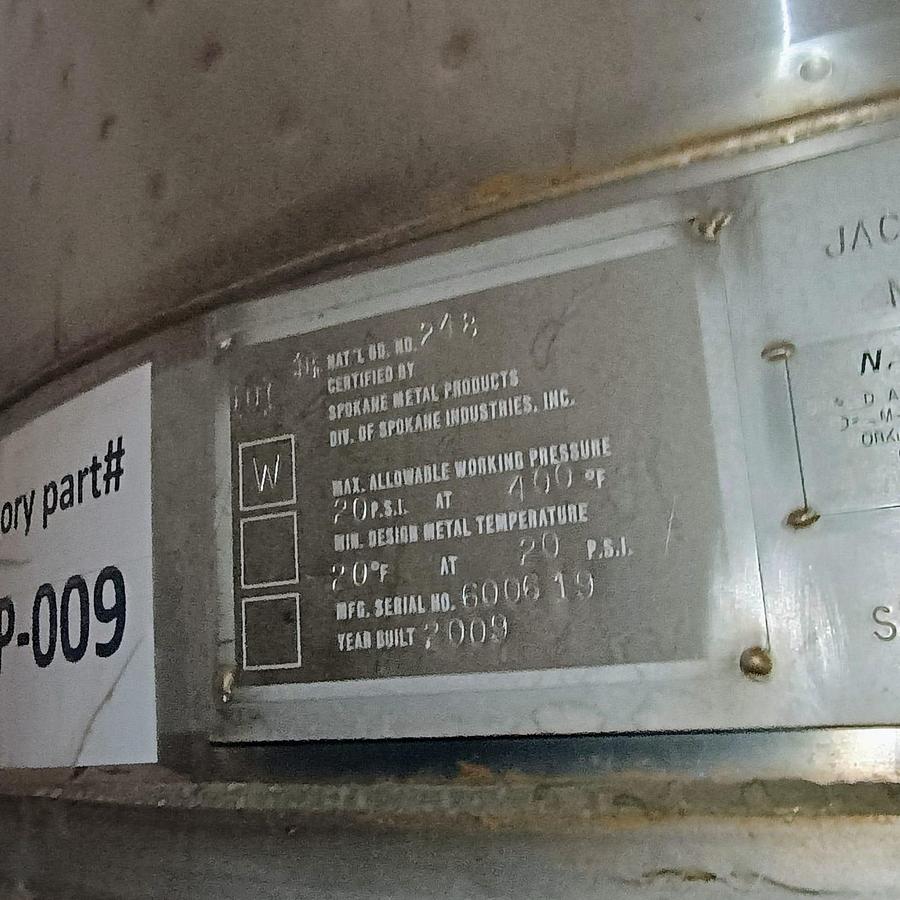 ory part#
P-009
W
NAT'L BD. NO. 248
CERTIFIED BY
SPOKANE METAL PRODUCTS
DIV. OF SPOKANE INDUSTRIES, INC.
MAX. ALLOWABLE WORKING PRESSURE
20 P.S.I. AT 400 °F
MIN. DESIGN METAL TEMPERATURE
20 °F AT 20 P.S.I.
MFG. SERIAL NO. 6006 19
YEAR BUILT 2009
JAC
N.
S